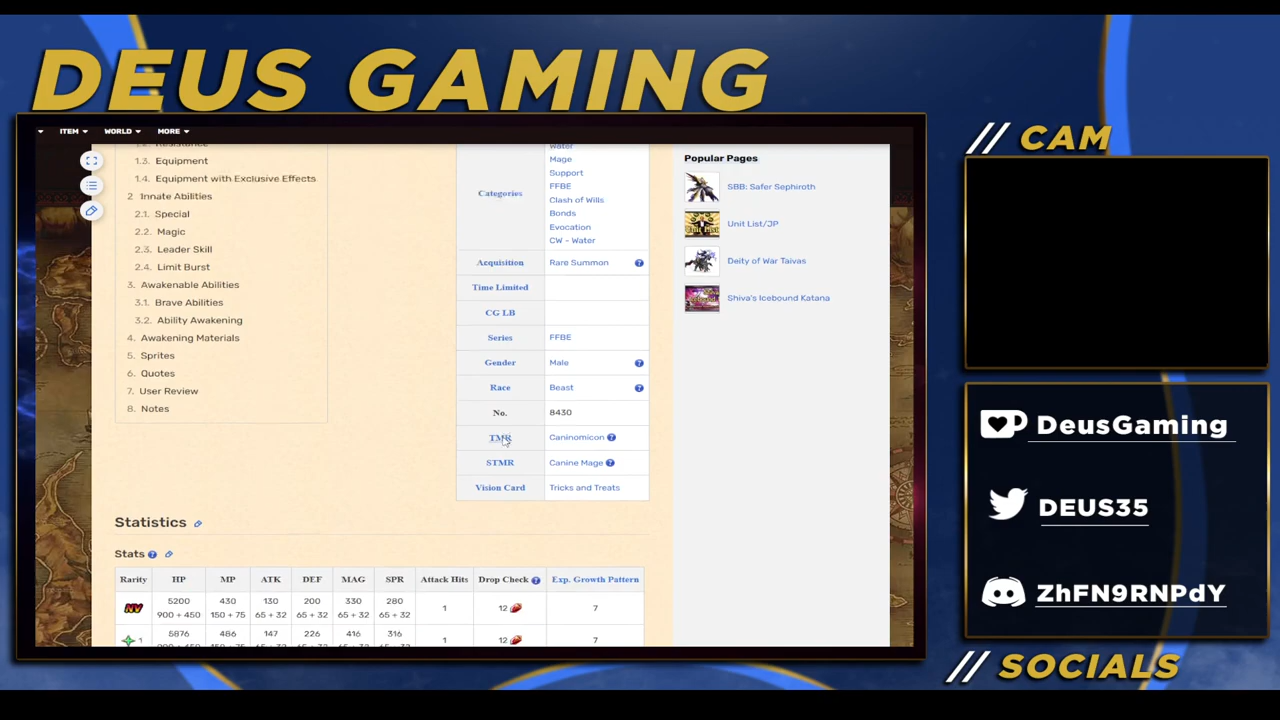 DEUS GAMING
ITEM
WORLD
MORE
1.3. Equipment
1.4. Equipment with Exclusive Effects
2 Innate Abilities
2.1. Special
2.2. Magic
2.3. Leader Skill
2.4. Limit Burst
3. Awakenable Abilities
3.1. Brave Abilities
3.2. Ability Awakening
4. Awakening Materials
5. Sprites
6. Quotes
7. User Review
8. Notes
Categories
Water
Mage
Support
FFBE
Clash of Wills
Bonds
Evocation
CW - Water
Acquisition Rare Summon
Time Limited
CG LB
Series FFBE
Gender Male
Race Beast
No. 8430
TMR Caninomicon
STMR Canine Mage
Vision Card Tricks and Treats
Popular Pages
SBB: Safer Sephiroth
Unit List/JP
Deity of War Taivas
Shiva's Icebound Katana
Statistics
Stats
Rarity HP MP ATK DEF MAG SPR Attack Hits Drop Check Exp. Growth Pattern
NV 5200 430 130 200 330 280 1 12 7
900 + 450 150 + 75 65 + 32 65 + 32 65 + 32 65 + 32
1 5876 486 147 226 416 316 1 12 7
// CAM
DeusGaming
DEUS35
ZhFN9RNPdY
// SOCIALS